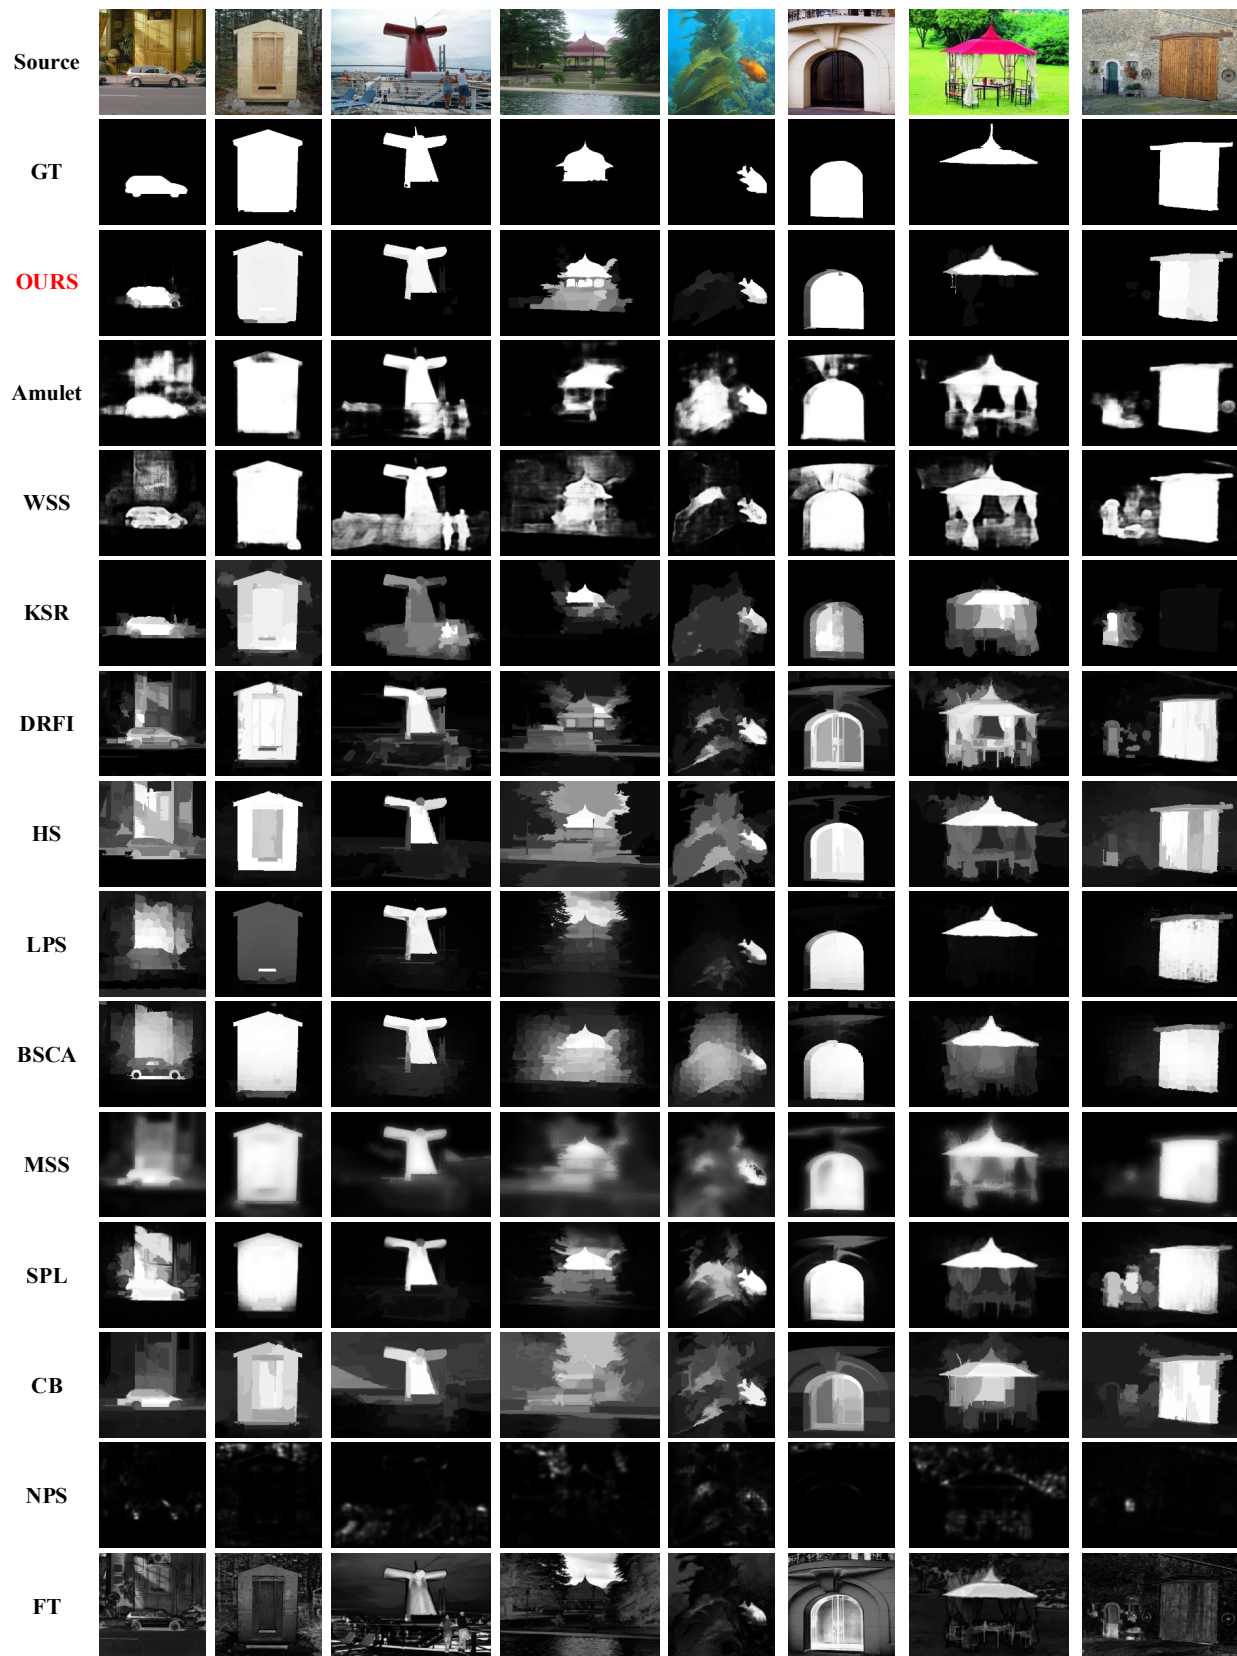 Source
GT
OURS
Amulet
WSS
KSR
DRFI
HS
LPS
BSCA
MSS
SPL
CB
NPS
FT